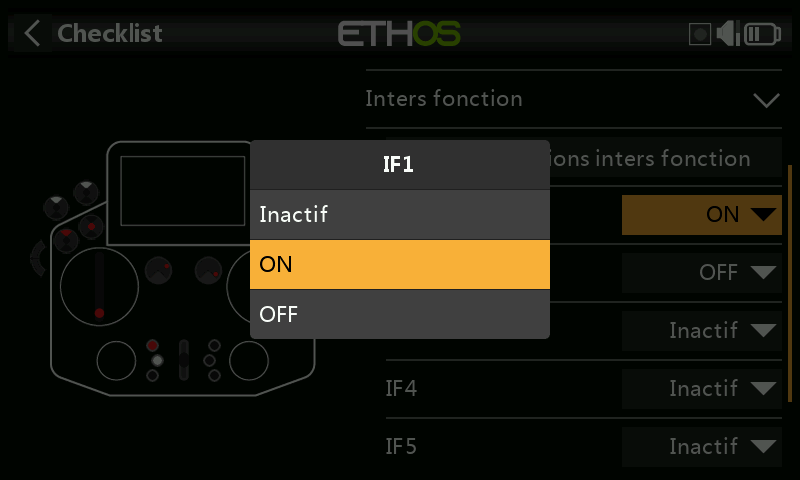 Checklist
ETHOS
Inters fonction
ions inters fonction
IF1
Inactif
ON
OFF
ON
OFF
Inactif
IF4
Inactif
IF5
Inactif